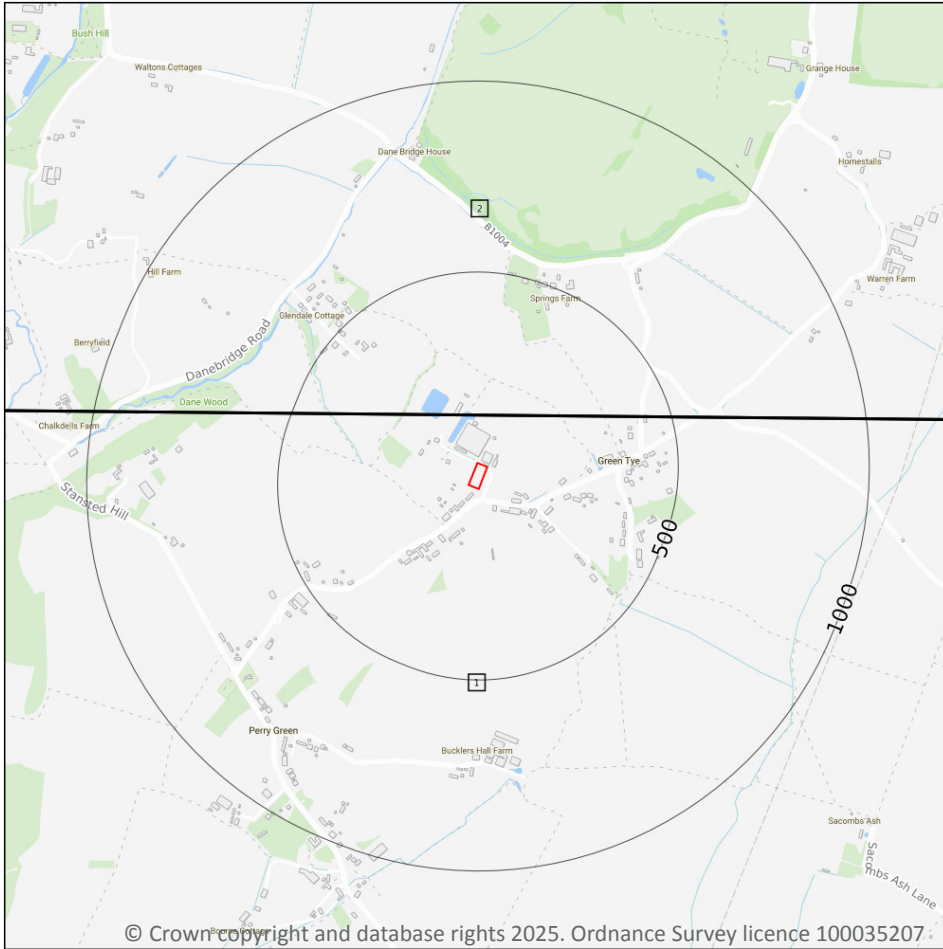 Bush Hill
Waltons Cottages
Grange House
Dane Bridge House
Homestalls
2
B1004
Hill Farm
Warren Farm
Springs Farm
Glendale Cottage
Danebridge Road
Berryfield
Dane Wood
Chalkdells Farm
Green Tye
Stansted Hill
500
1000
1
Perry Green
Bucklers Hall Farm
Sacombs Ash
Sacombs Ash Lane
Bourne Cottage
© Crown copyright and database rights 2025. Ordnance Survey licence 100035207